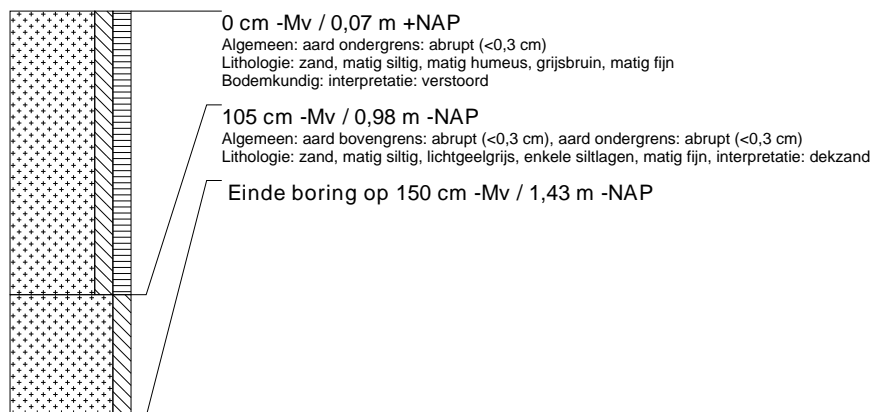 0 cm -Mv / 0,07 m +NAP
Algemeen: aard ondergrens: abrupt (<0,3 cm)
Lithologie: zand, matig siltig, matig humeus, grijsbruin, matig fijn
Bodemkundig: interpretatie: verstoord
105 cm -Mv / 0,98 m -NAP
Algemeen: aard bovengrens: abrupt (<0,3 cm), aard ondergrens: abrupt (<0,3 cm)
Lithologie: zand, matig siltig, lichtgeelgrijs, enkele siltlagen, matig fijn, interpretatie: dekzand
Einde boring op 150 cm -Mv / 1,43 m -NAP